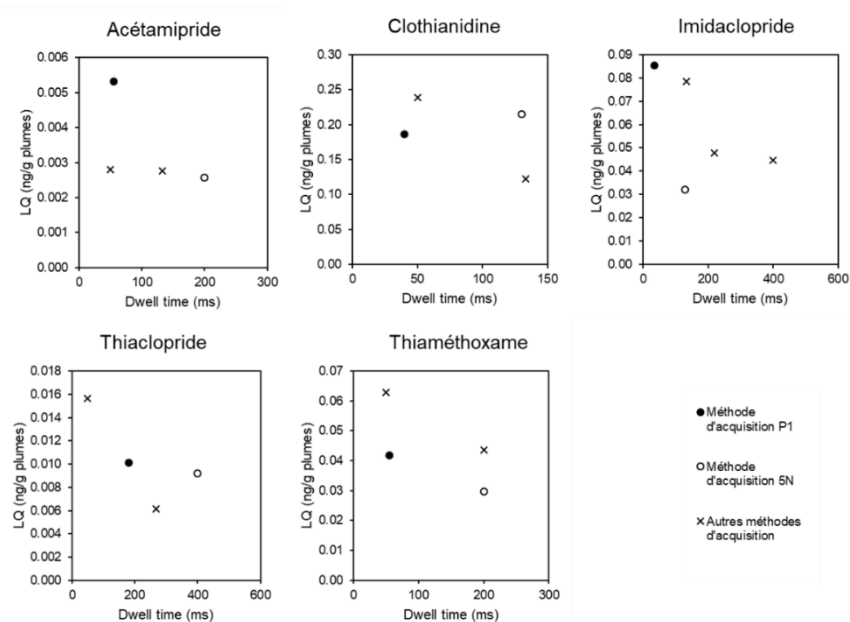 Acétamipride
0.006
0.005
0.004
0.003
0.002
0.001
0.000
LQ (ng/g plumes)
0 100 200 300
Dwell time (ms)
Clothianidine
0.30
0.25
0.20
0.15
0.10
0.05
0.00
LQ (ng/g plumes)
0 50 100 150
Dwell time (ms)
Imidaclopride
0.09
0.08
0.07
0.06
0.05
0.04
0.03
0.02
0.01
0.00
LQ (ng/g plumes)
0 200 400 600
Dwell time (ms)
Thiaclopride
0.018
0.016
0.014
0.012
0.010
0.008
0.006
0.004
0.002
0.000
LQ (ng/g plumes)
0 200 400 600
Dwell time (ms)
Thiaméthoxame
0.07
0.06
0.05
0.04
0.03
0.02
0.01
0.00
LQ (ng/g plumes)
0 100 200 300
Dwell time (ms)
Méthode
d'acquisition P1
Méthode
d'acquisition 5N
Autres méthodes
d'acquisition